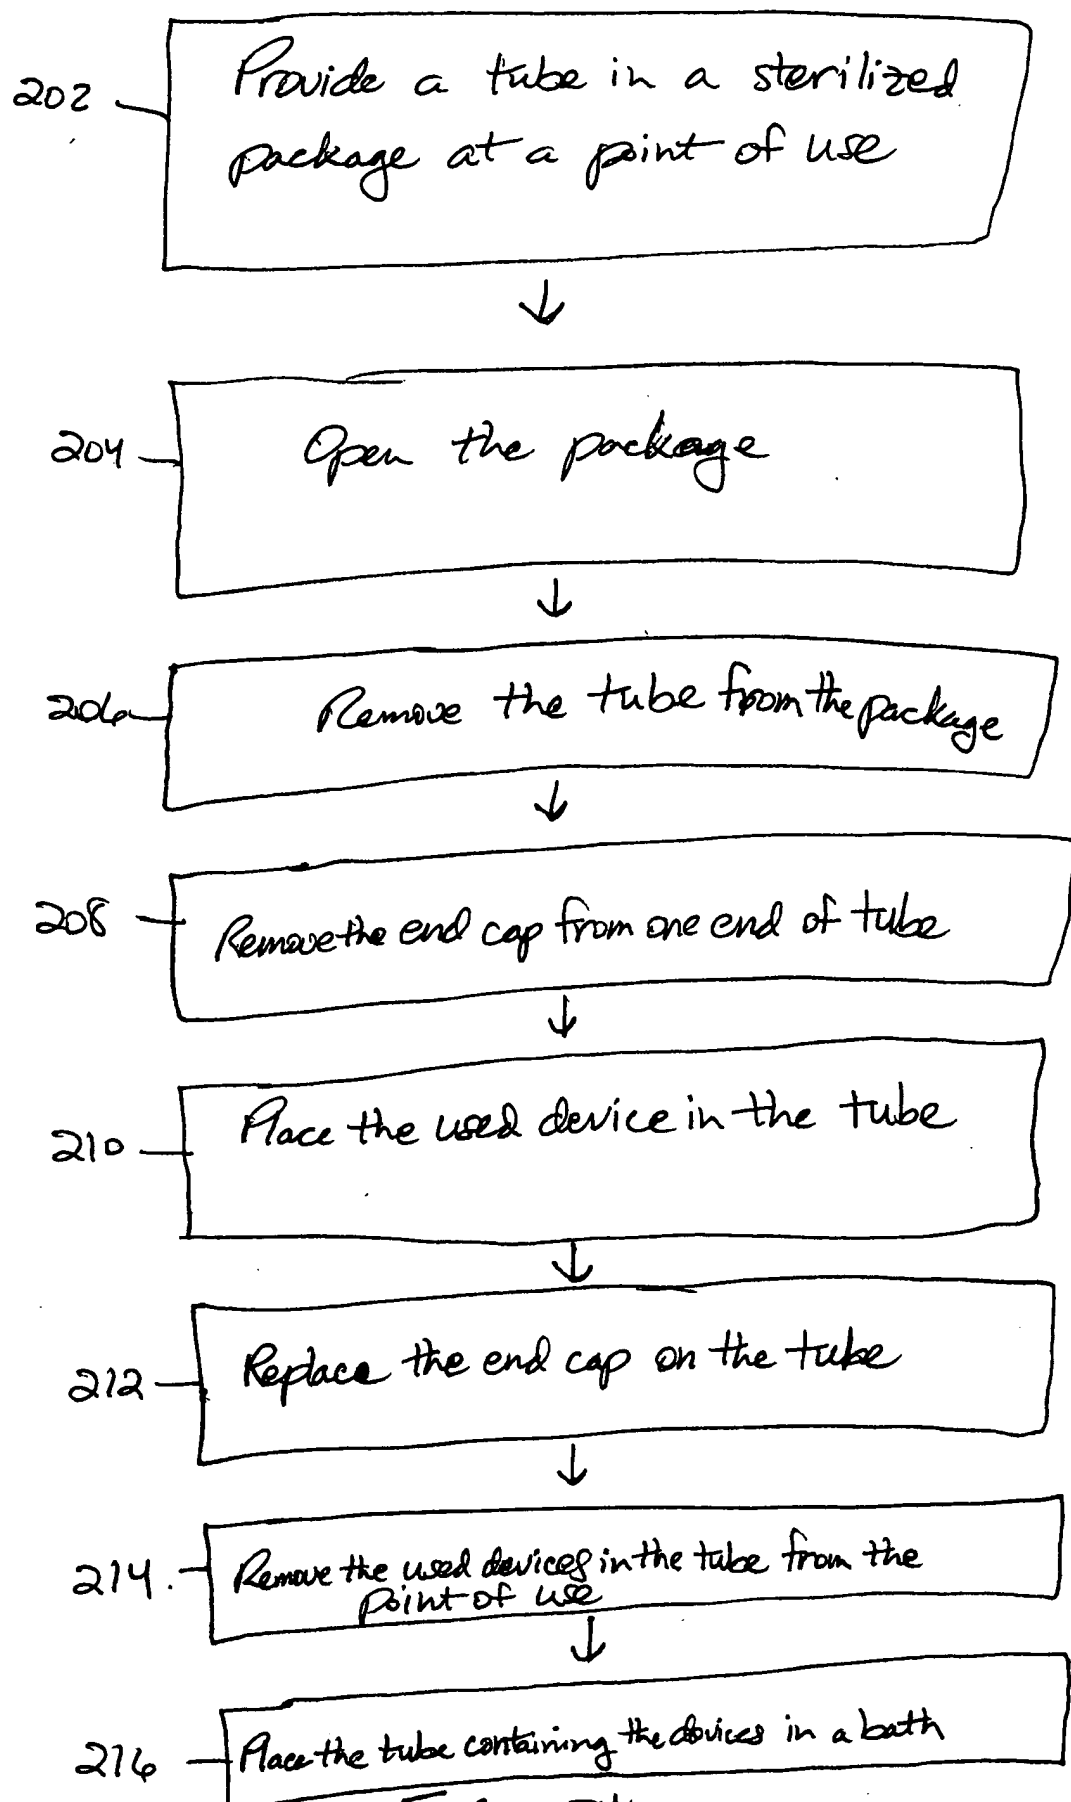 202
Provide a tube in a sterilized
package at a point of use
204
Open the package
206
Remove the tube from the package
208
Remove the end cap from one end of tube
210
Place the used device in the tube
212
Replace the end cap on the tube
214.
Remove the used devices in the tube from the
point of use
216
Place the tube containing the devices in a bath